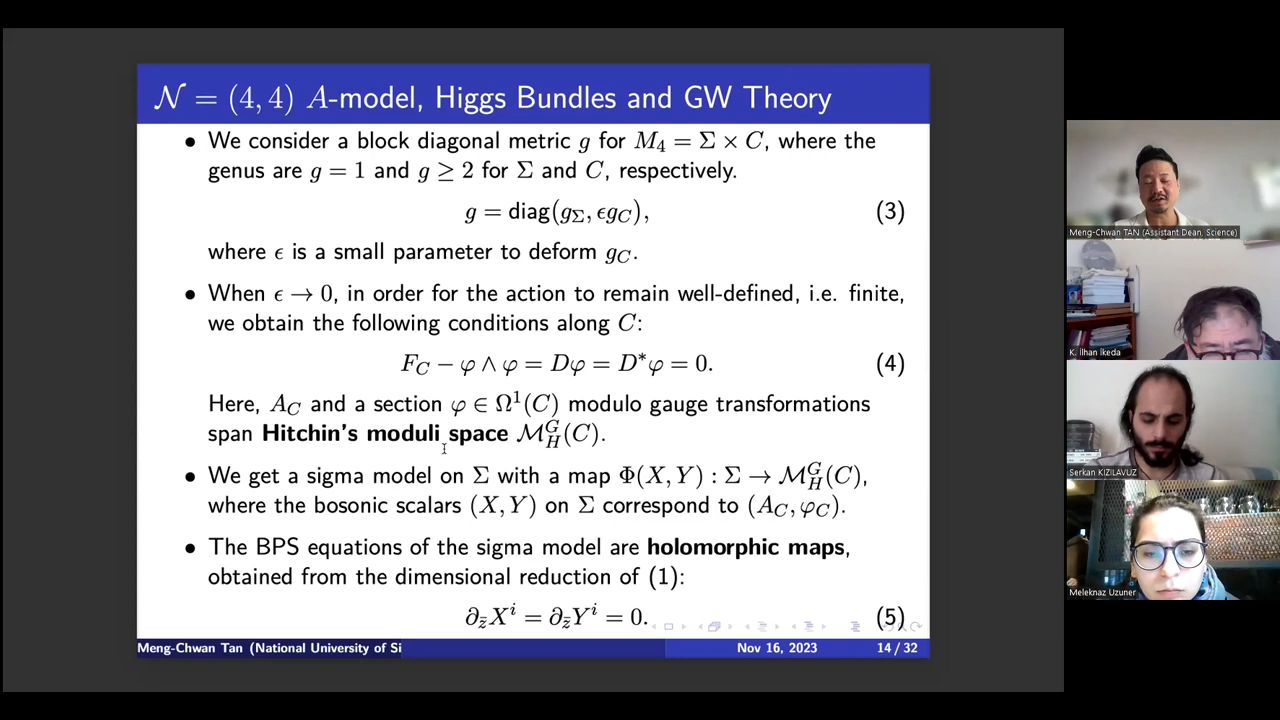 𝒩 = (4, 4) A-model, Higgs Bundles and GW Theory
• We consider a block diagonal metric g for M₄ = Σ × C, where the
genus are g = 1 and g ≥ 2 for Σ and C, respectively.
g = diag(g_Σ, ϵg_C), (3)
where ϵ is a small parameter to deform g_C.
• When ϵ → 0, in order for the action to remain well-defined, i.e. finite,
we obtain the following conditions along C:
F_C − φ ∧ φ = Dφ = D*φ = 0. (4)
Here, A_C and a section φ ∈ Ω¹(C) modulo gauge transformations
span Hitchin's moduli space ℳ_H^G(C).
• We get a sigma model on Σ with a map Φ(X, Y) : Σ → ℳ_H^G(C),
where the bosonic scalars (X, Y) on Σ correspond to (A_C, φ_C).
• The BPS equations of the sigma model are holomorphic maps,
obtained from the dimensional reduction of (1):
∂_z̄ X^i = ∂_z̄ Y^i = 0. (5)
Meng-Chwan Tan (National University of Si Nov 16, 2023 14 / 32
Meng-Chwan TAN (Assistant Dean, Science)
K. İlhan İkeda
Serkan KIZILAVUZ
Meleknaz Uzuner